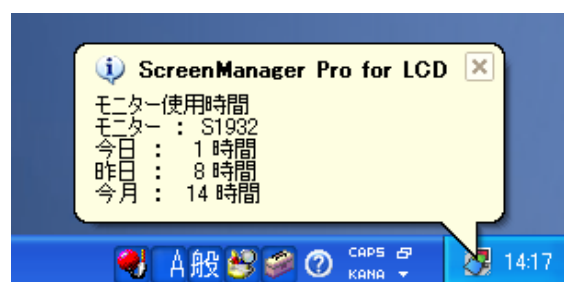 ScreenManager Pro for LCD
モニター使用時間
モニター : S1932
今日 : 1 時間
昨日 : 8 時間
今月 : 14 時間
A 般 ? CAPS
KANA
14:17